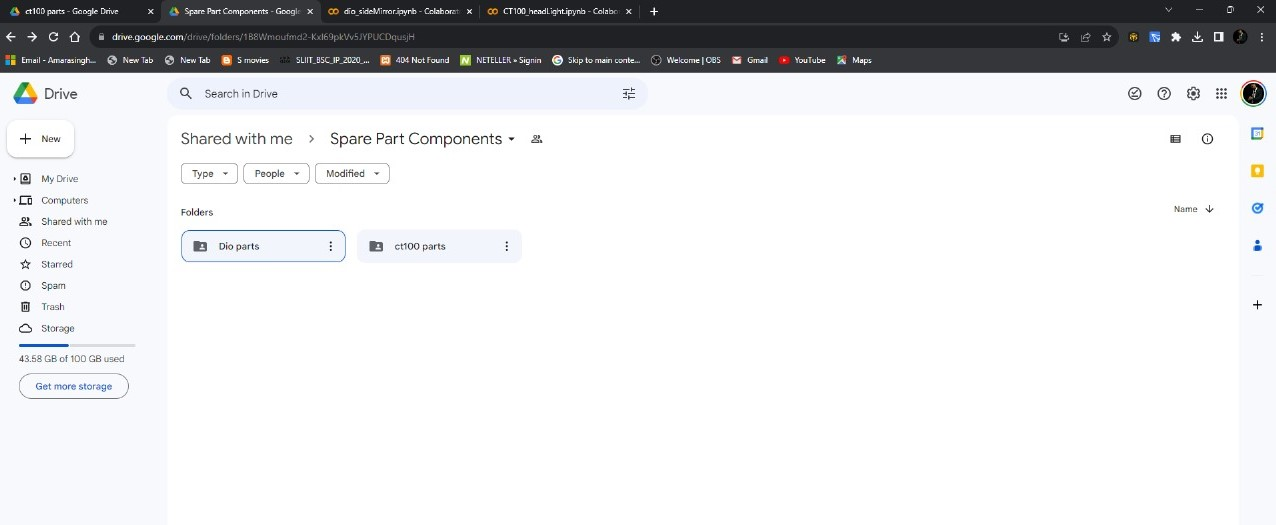 ct100 parts - Google Drive
Spare Part Components - Google
dio_sideMirror.ipynb - Colaborat
CT100_headLight.ipynb - Colabo
drive.google.com/drive/folders/188Wmoufmd2-KxI69pkVv5JYPUCDqusjH
Email - Amarasingh... New Tab New Tab S movies SLIIT_BSC_IP_2020_... 404 Not Found NETELLER » Signin Skip to main conte... Welcome | OBS Gmail YouTube Maps
Drive
Search in Drive
New
My Drive
Computers
Shared with me
Recent
Starred
Spam
Trash
Storage
43.58 GB of 100 GB used
Get more storage
Shared with me > Spare Part Components
Type People Modified
Folders
Name
Dio parts
ct100 parts